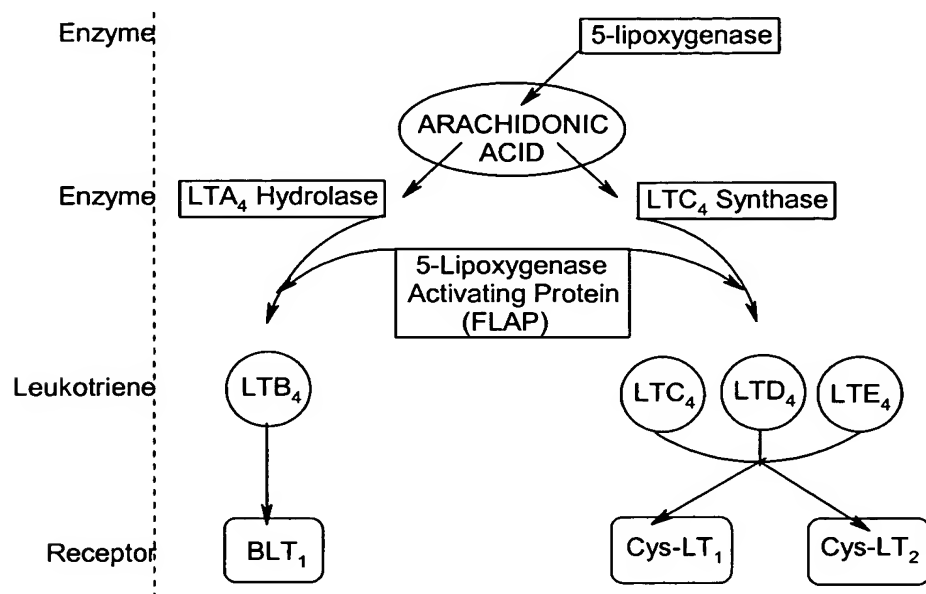 Enzyme
5-lipoxygenase
ARACHIDONIC
ACID
Enzyme
LTA₄ Hydrolase
LTC₄ Synthase
5-Lipoxygenase
Activating Protein
(FLAP)
Leukotriene
LTB₄
LTC₄
LTD₄
LTE₄
Receptor
BLT₁
Cys-LT₁
Cys-LT₂